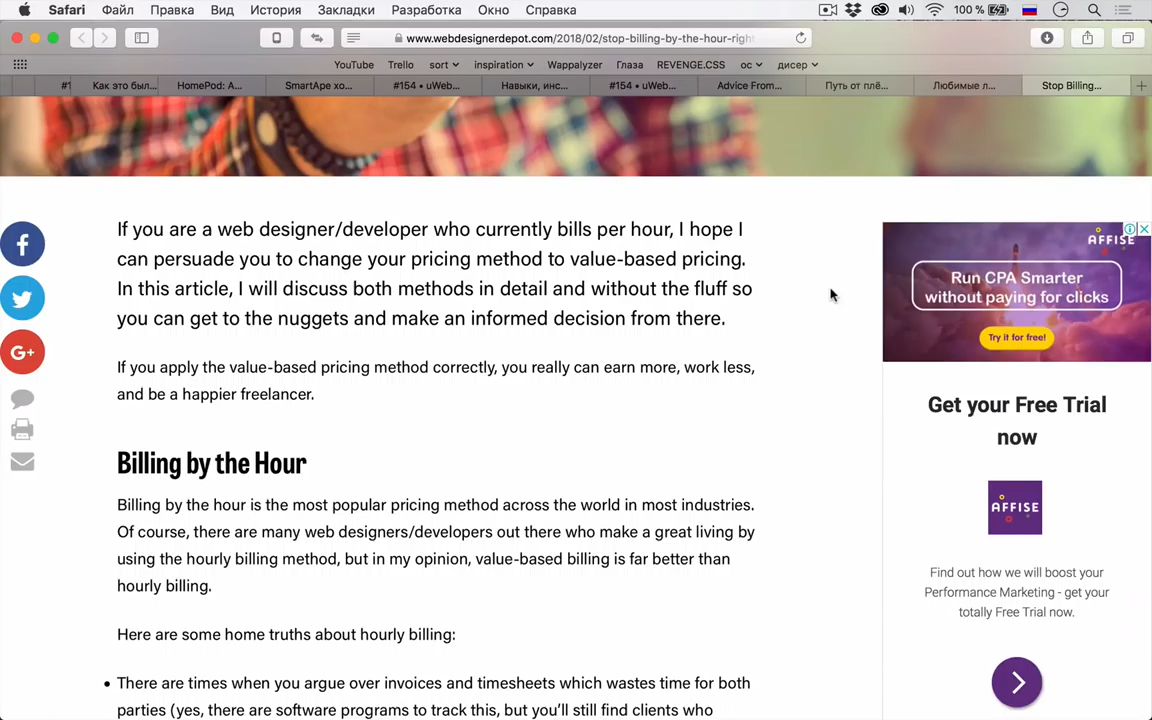 Safari Файл Правка Вид История Закладки Разработка Окно Справка 100 %
www.webdesignerdepot.com/2018/02/stop-billing-by-the-hour-righ
YouTube Trello sort inspiration Wappalyzer Глаза REVENGE.CSS ос дисер
#1 Как это был... HomePod: A... SmartApe хо... #154 • uWeb... Навыки, инс... #154 • uWeb... Advice From... Путь от плё... Любимые л... Stop Billing...
If you are a web designer/developer who currently bills per hour, I hope I
can persuade you to change your pricing method to value-based pricing.
In this article, I will discuss both methods in detail and without the fluff so
you can get to the nuggets and make an informed decision from there.
If you apply the value-based pricing method correctly, you really can earn more, work less,
and be a happier freelancer.
Billing by the Hour
Billing by the hour is the most popular pricing method across the world in most industries.
Of course, there are many web designers/developers out there who make a great living by
using the hourly billing method, but in my opinion, value-based billing is far better than
hourly billing.
Here are some home truths about hourly billing:
• There are times when you argue over invoices and timesheets which wastes time for both
parties (yes, there are software programs to track this, but you'll still find clients who
G+
AFFISE
Run CPA Smarter
without paying for clicks
Try it for free!
Get your Free Trial
now
AFFISE
Find out how we will boost your
Performance Marketing - get your
totally Free Trial now.